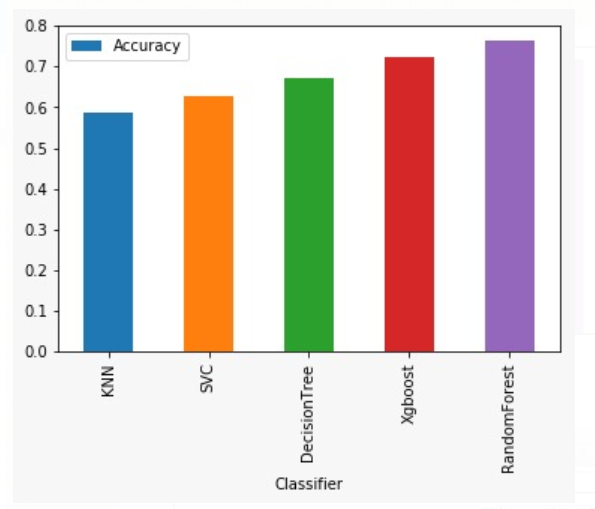 Accuracy
0.8
0.7
0.6
0.5
0.4
0.3
0.2
0.1
0.0
KNN
SVC
DecisionTree
Xgboost
RandomForest
Classifier